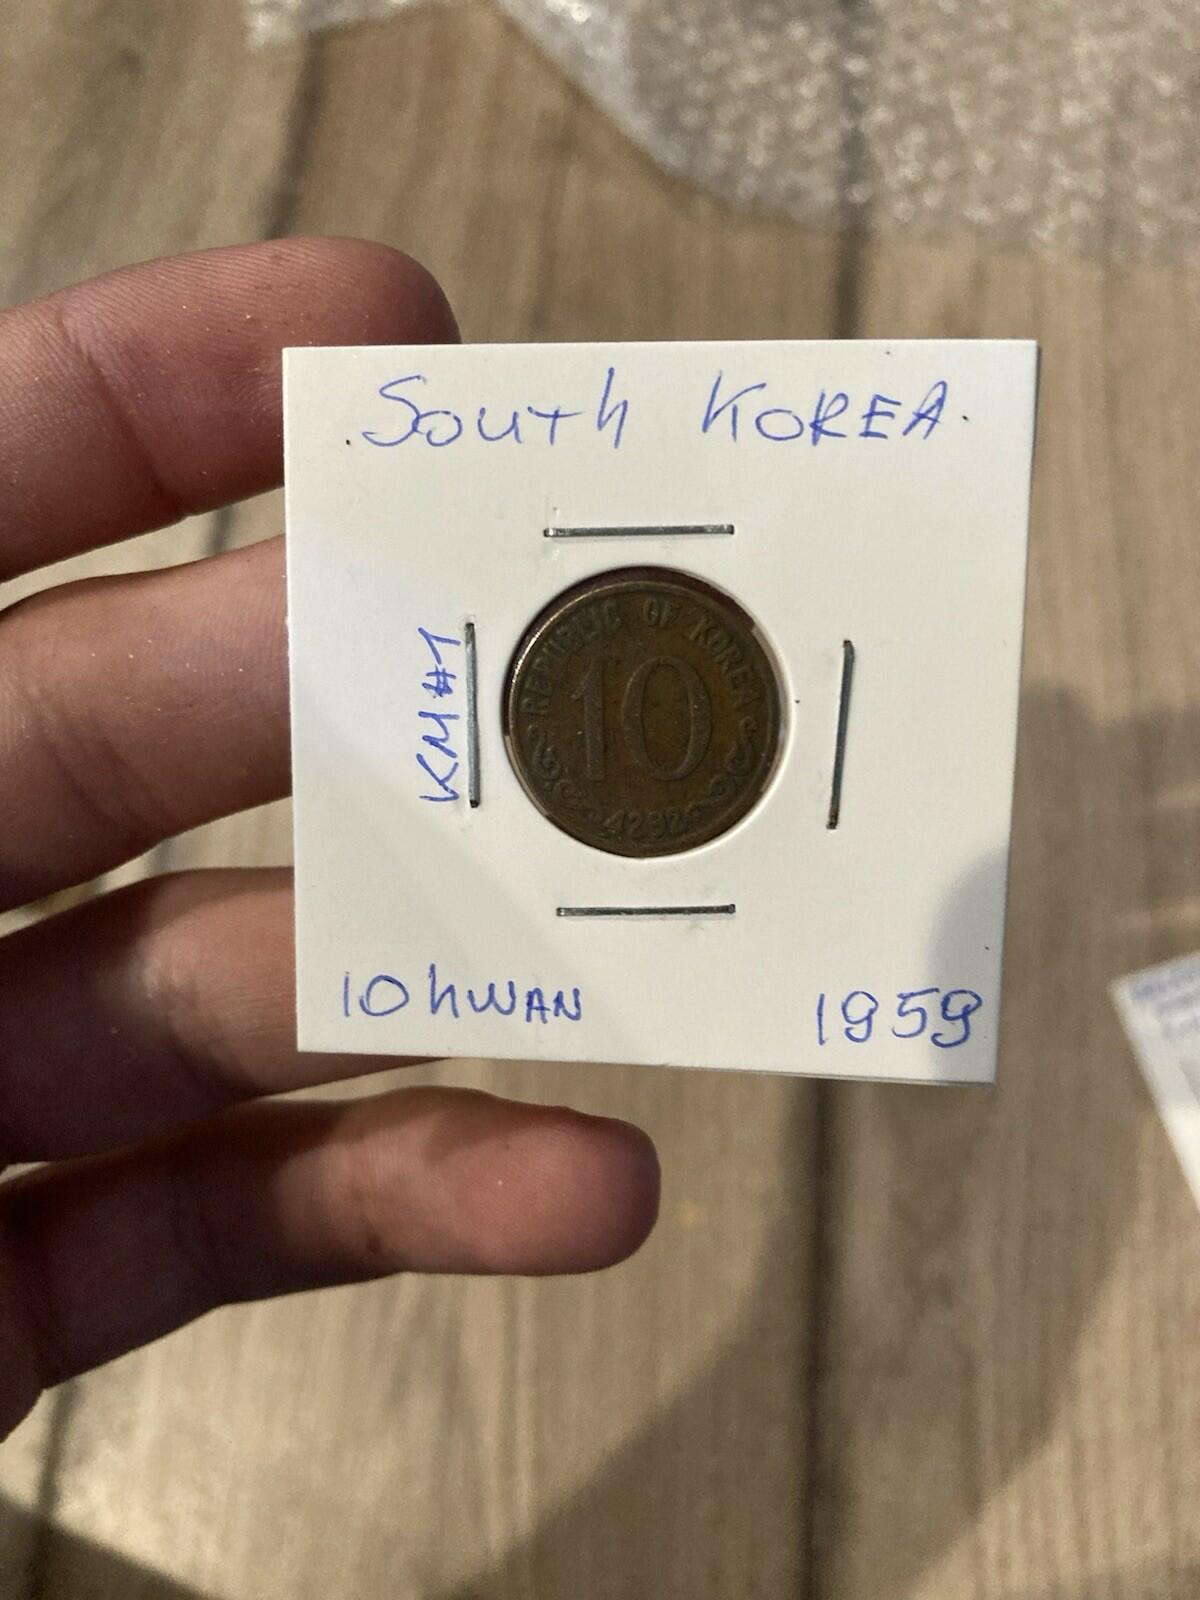 South KOREA.
KM#1
REPUBLIC OF KOREA
10
4292
10 hWAN
1959